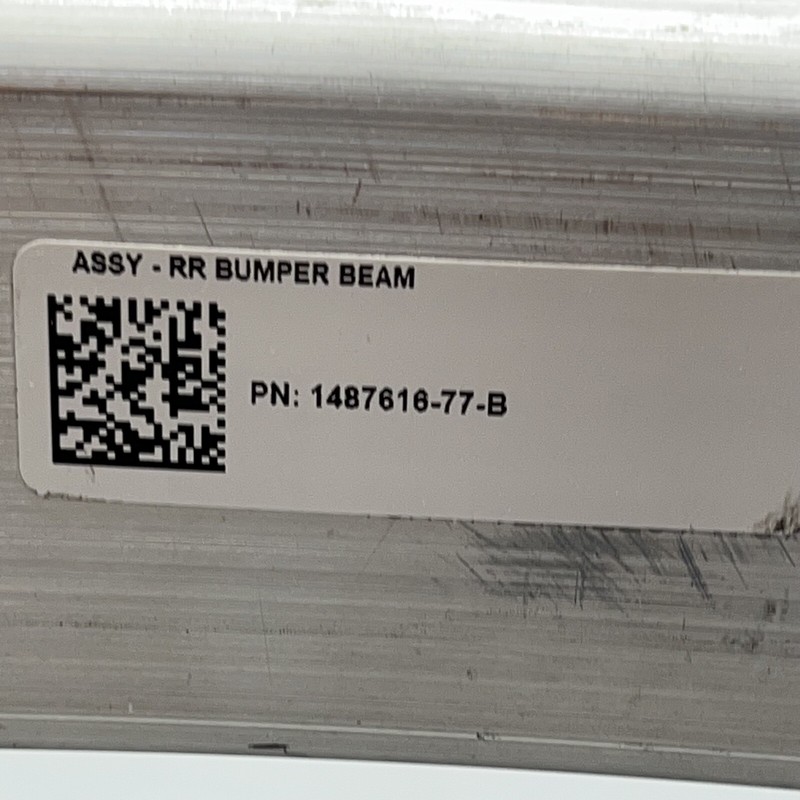 ASSY - RR BUMPER BEAM
PN: 1487616-77-B